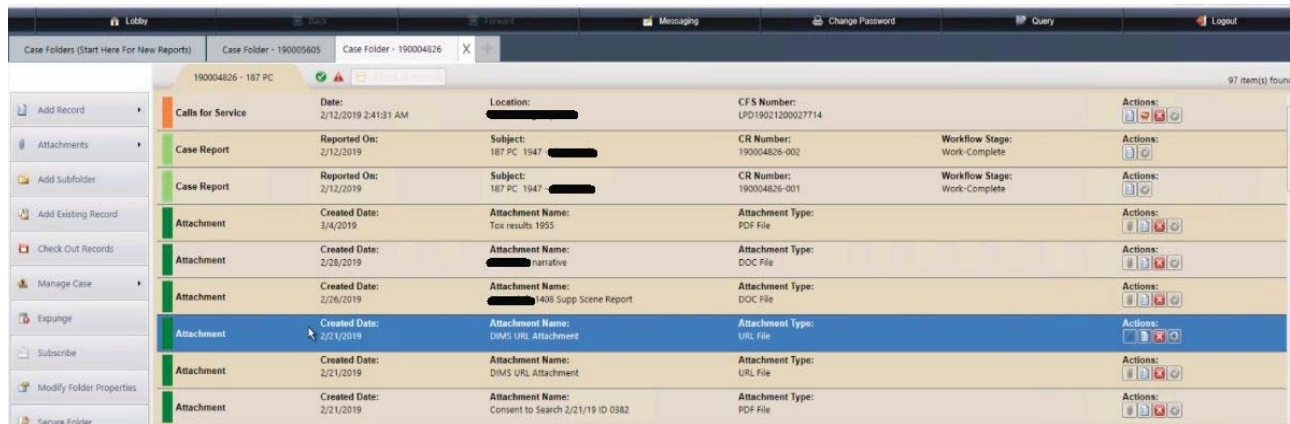 Lobby Back Forward Messaging Change Password Query Logout
Case Folders (Start Here For New Reports) Case Folder - 190005605 Case Folder - 190004826 X
190004826 - 187 PC 97 item(s) found
Add Record
Attachments
Add Subfolder
Add Existing Record
Check Out Records
Manage Case
Expunge
Subscribe
Modify Folder Properties
Secure Folder
Calls for Service Date: Location: CFS Number: Actions:
2/12/2019 2:41:31 AM LPD19021200027714
Case Report Reported On: Subject: CR Number: Workflow Stage: Actions:
2/12/2019 187 PC 1947 - 190004826-002 Work-Complete
Case Report Reported On: Subject: CR Number: Workflow Stage: Actions:
2/12/2019 187 PC 1947 - 190004826-001 Work-Complete
Attachment Created Date: Attachment Name: Attachment Type: Actions:
3/4/2019 Tox results 1955 PDF File
Attachment Created Date: Attachment Name: Attachment Type: Actions:
2/28/2019 narrative DOC File
Attachment Created Date: Attachment Name: Attachment Type: Actions:
2/26/2019 1408 Supp Scene Report DOC File
Attachment Created Date: Attachment Name: Attachment Type: Actions:
2/21/2019 DIMS URL Attachment URL File
Attachment Created Date: Attachment Name: Attachment Type: Actions:
2/21/2019 DIMS URL Attachment URL File
Attachment Created Date: Attachment Name: Attachment Type: Actions:
2/21/2019 Consent to Search 2/21/19 ID 0382 PDF File